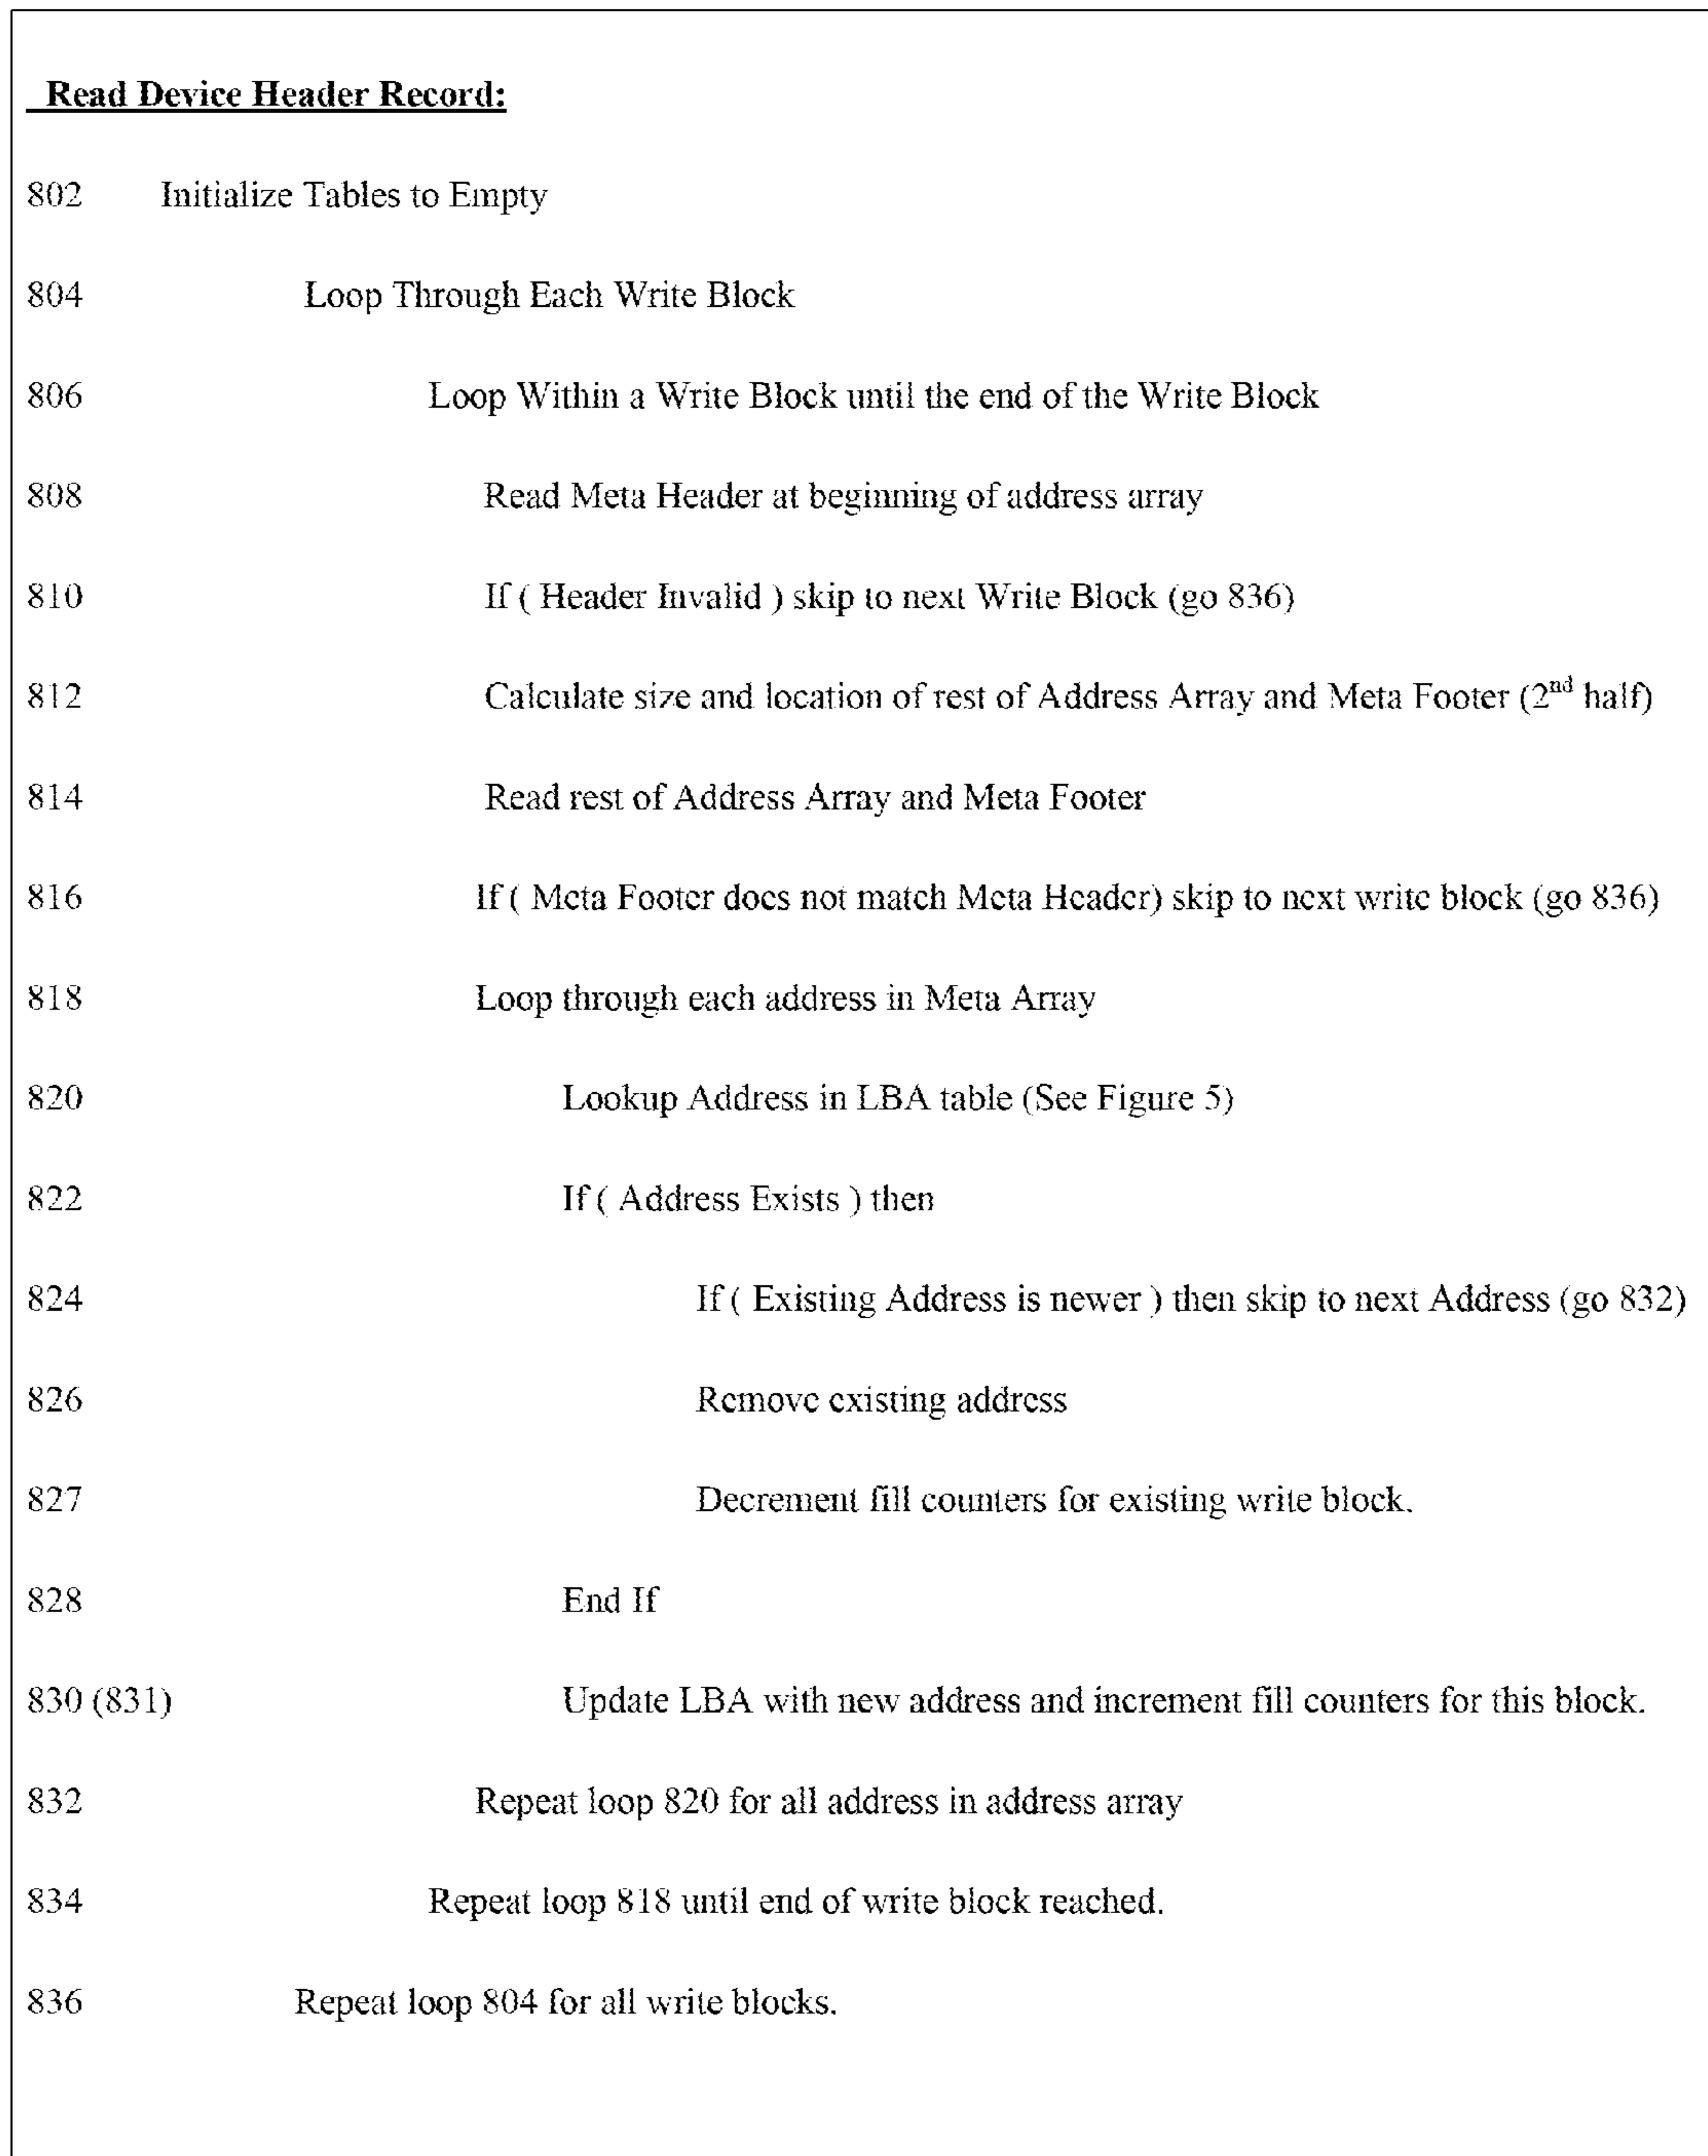 Read Device Header Record:
802 Initialize Tables to Empty
804 Loop Through Each Write Block
806 Loop Within a Write Block until the end of the Write Block
808 Read Meta Header at beginning of address array
810 If ( Header Invalid ) skip to next Write Block (go 836)
812 Calculate size and location of rest of Address Array and Meta Footer (2nd half)
814 Read rest of Address Array and Meta Footer
816 If ( Meta Footer does not match Meta Header) skip to next write block (go 836)
818 Loop through each address in Meta Array
820 Lookup Address in LBA table (See Figure 5)
822 If ( Address Exists ) then
824 If ( Existing Address is newer ) then skip to next Address (go 832)
826 Remove existing address
827 Decrement fill counters for existing write block.
828 End If
830 (831) Update LBA with new address and increment fill counters for this block.
832 Repeat loop 820 for all address in address array
834 Repeat loop 818 until end of write block reached.
836 Repeat loop 804 for all write blocks.